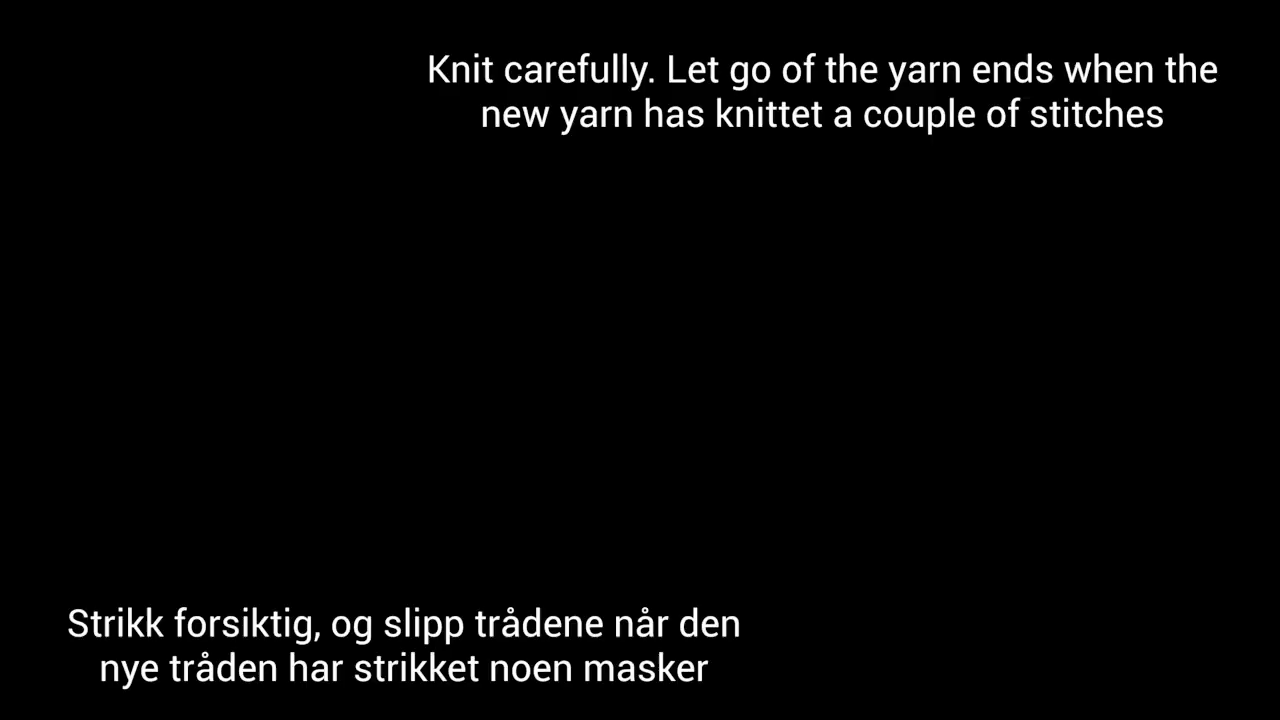 Knit carefully. Let go of the yarn ends when the
new yarn has knittet a couple of stitches
Strikk forsiktig, og slipp trådene når den
nye tråden har strikket noen masker